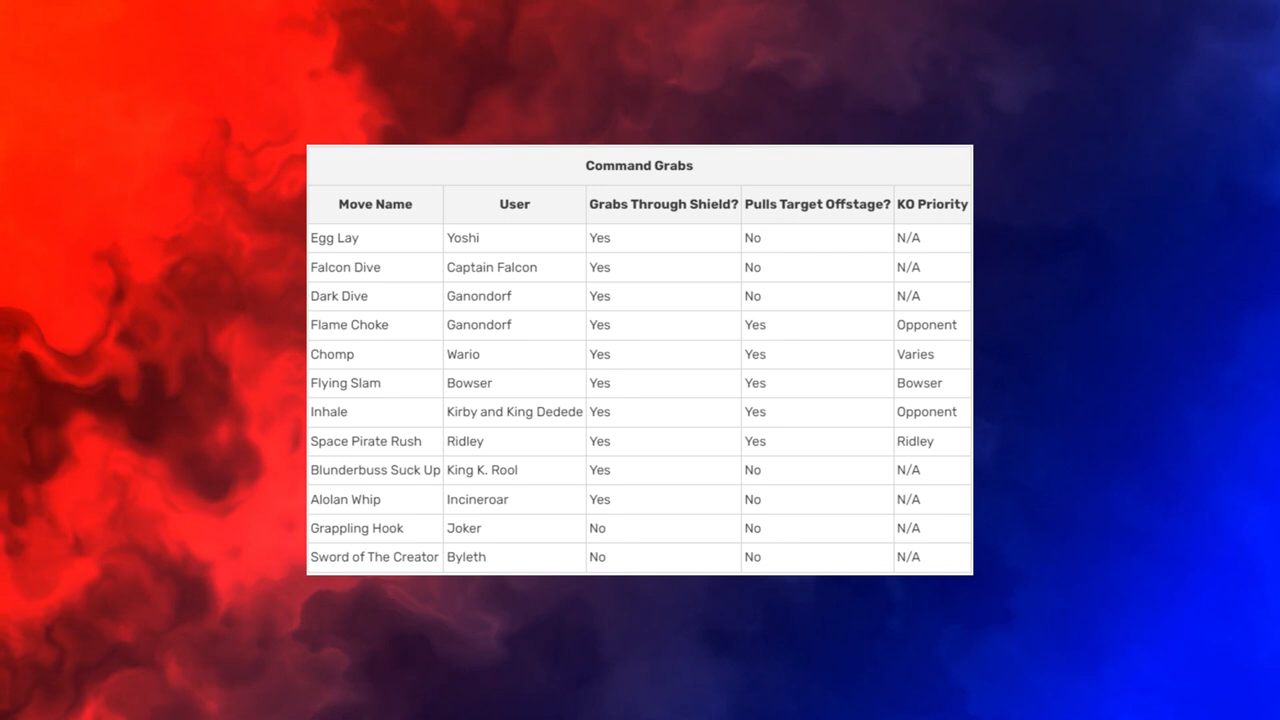 Command Grabs
Move Name User Grabs Through Shield? Pulls Target Offstage? KO Priority
Egg Lay Yoshi Yes No N/A
Falcon Dive Captain Falcon Yes No N/A
Dark Dive Ganondorf Yes No N/A
Flame Choke Ganondorf Yes Yes Opponent
Chomp Wario Yes Yes Varies
Flying Slam Bowser Yes Yes Bowser
Inhale Kirby and King Dedede Yes Yes Opponent
Space Pirate Rush Ridley Yes Yes Ridley
Blunderbuss Suck Up King K. Rool Yes No N/A
Alolan Whip Incineroar Yes No N/A
Grappling Hook Joker No No N/A
Sword of The Creator Byleth No No N/A